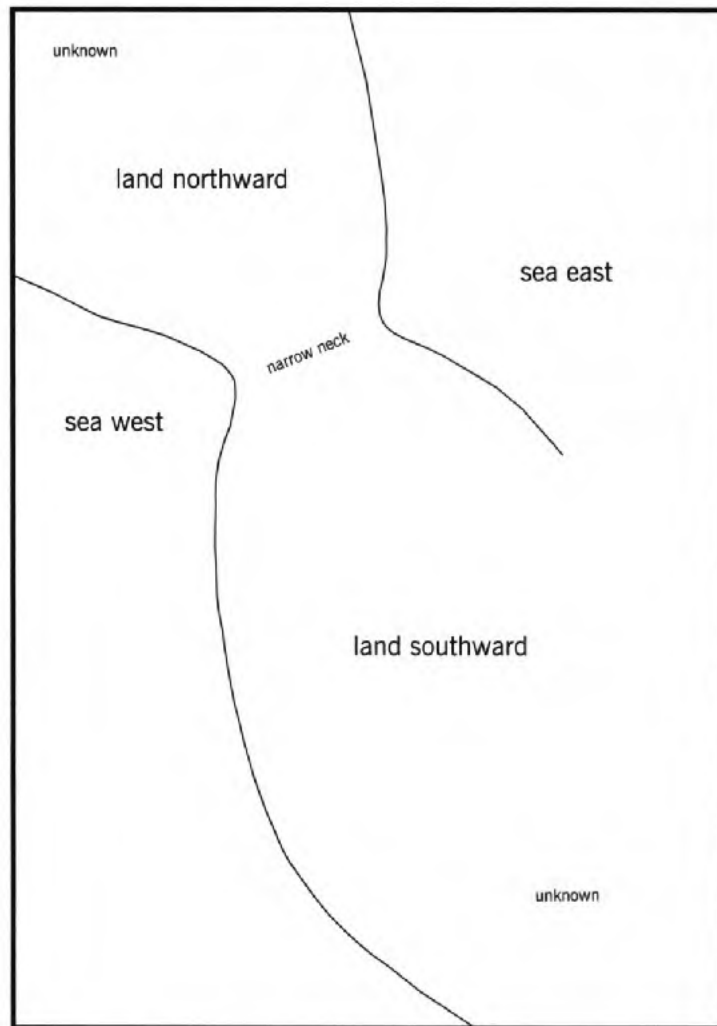 unknown
land northward
sea east
narrow neck
sea west
land southward
unknown